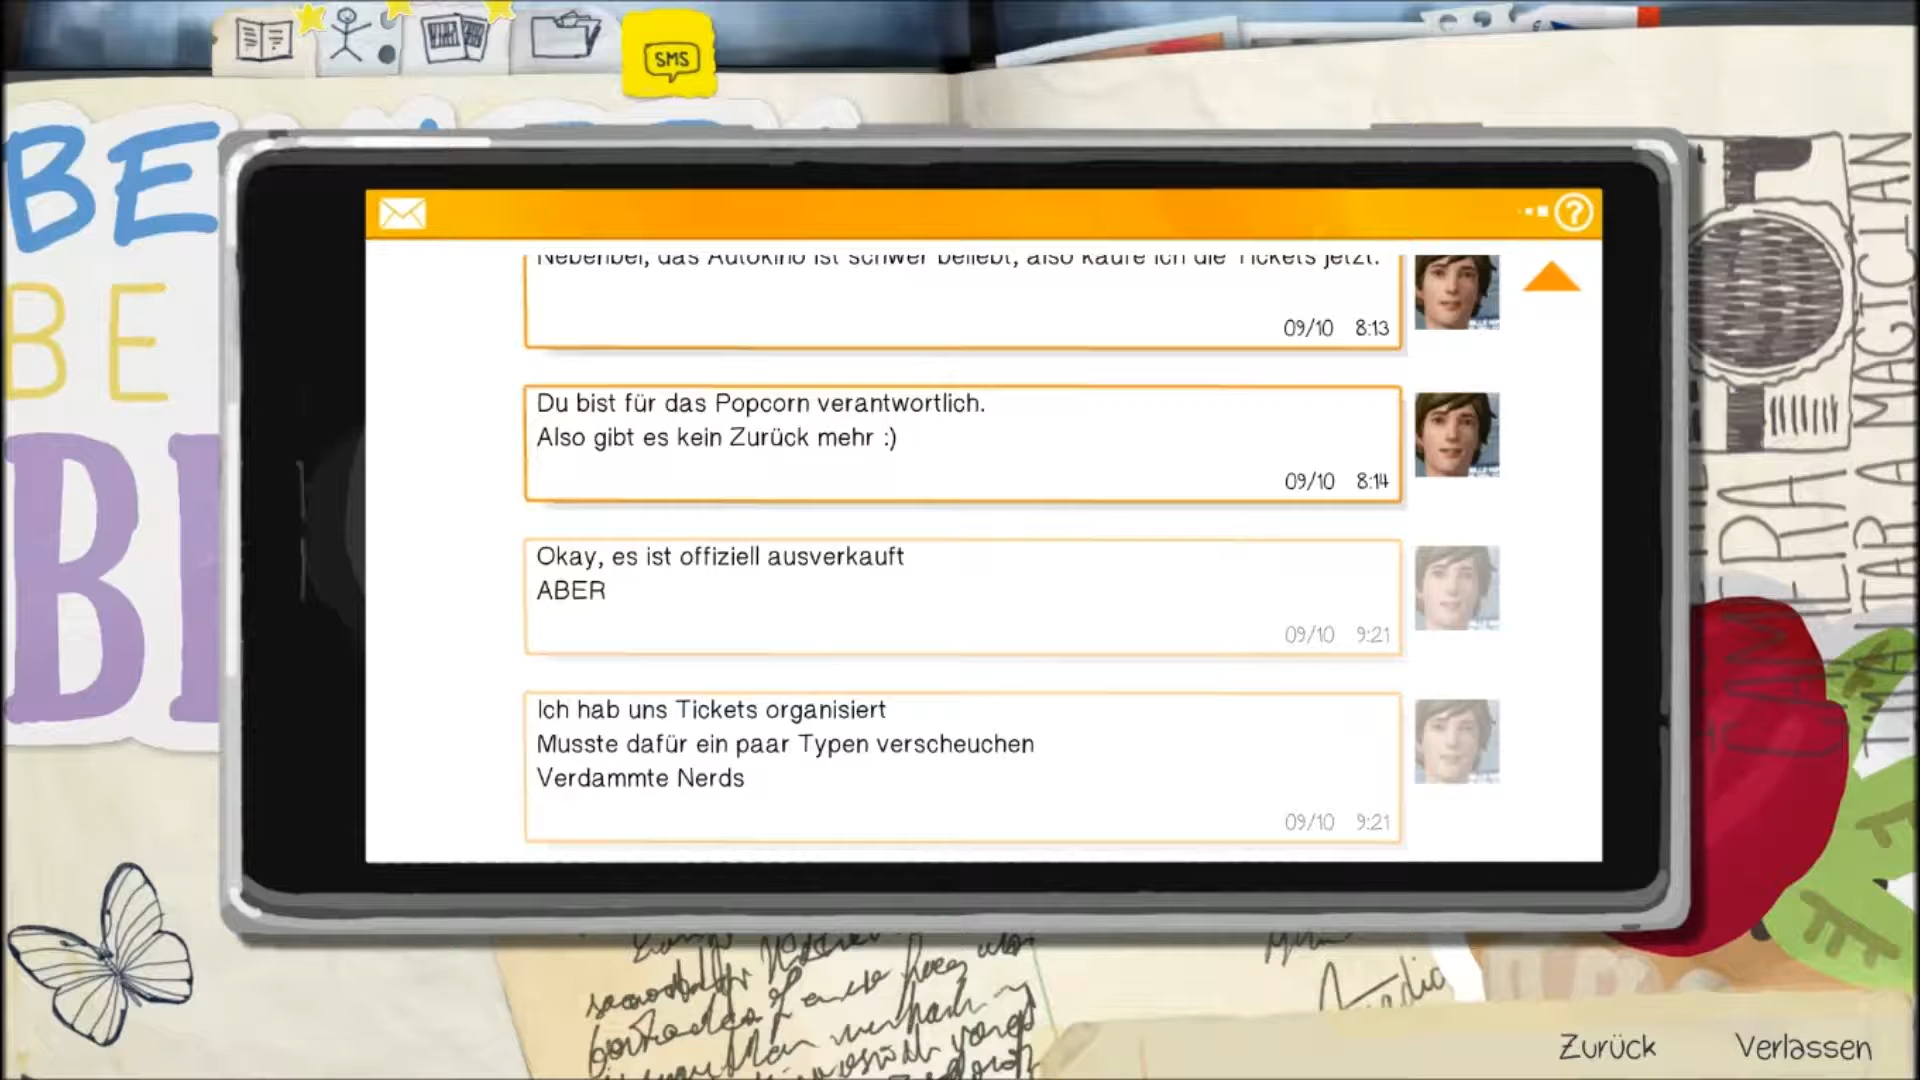 SMS
BE
BE
Nebenbei, das Autokino ist schwer beliebt, also kaufe ich die Tickets jetzt.
09/10 8:13
Du bist für das Popcorn verantwortlich.
Also gibt es kein Zurück mehr :)
09/10 8:14
Okay, es ist offiziell ausverkauft
ABER
09/10 9:21
Ich hab uns Tickets organisiert
Musste dafür ein paar Typen verscheuchen
Verdammte Nerds
09/10 9:21
MAGICIAN
Zurück Verlassen